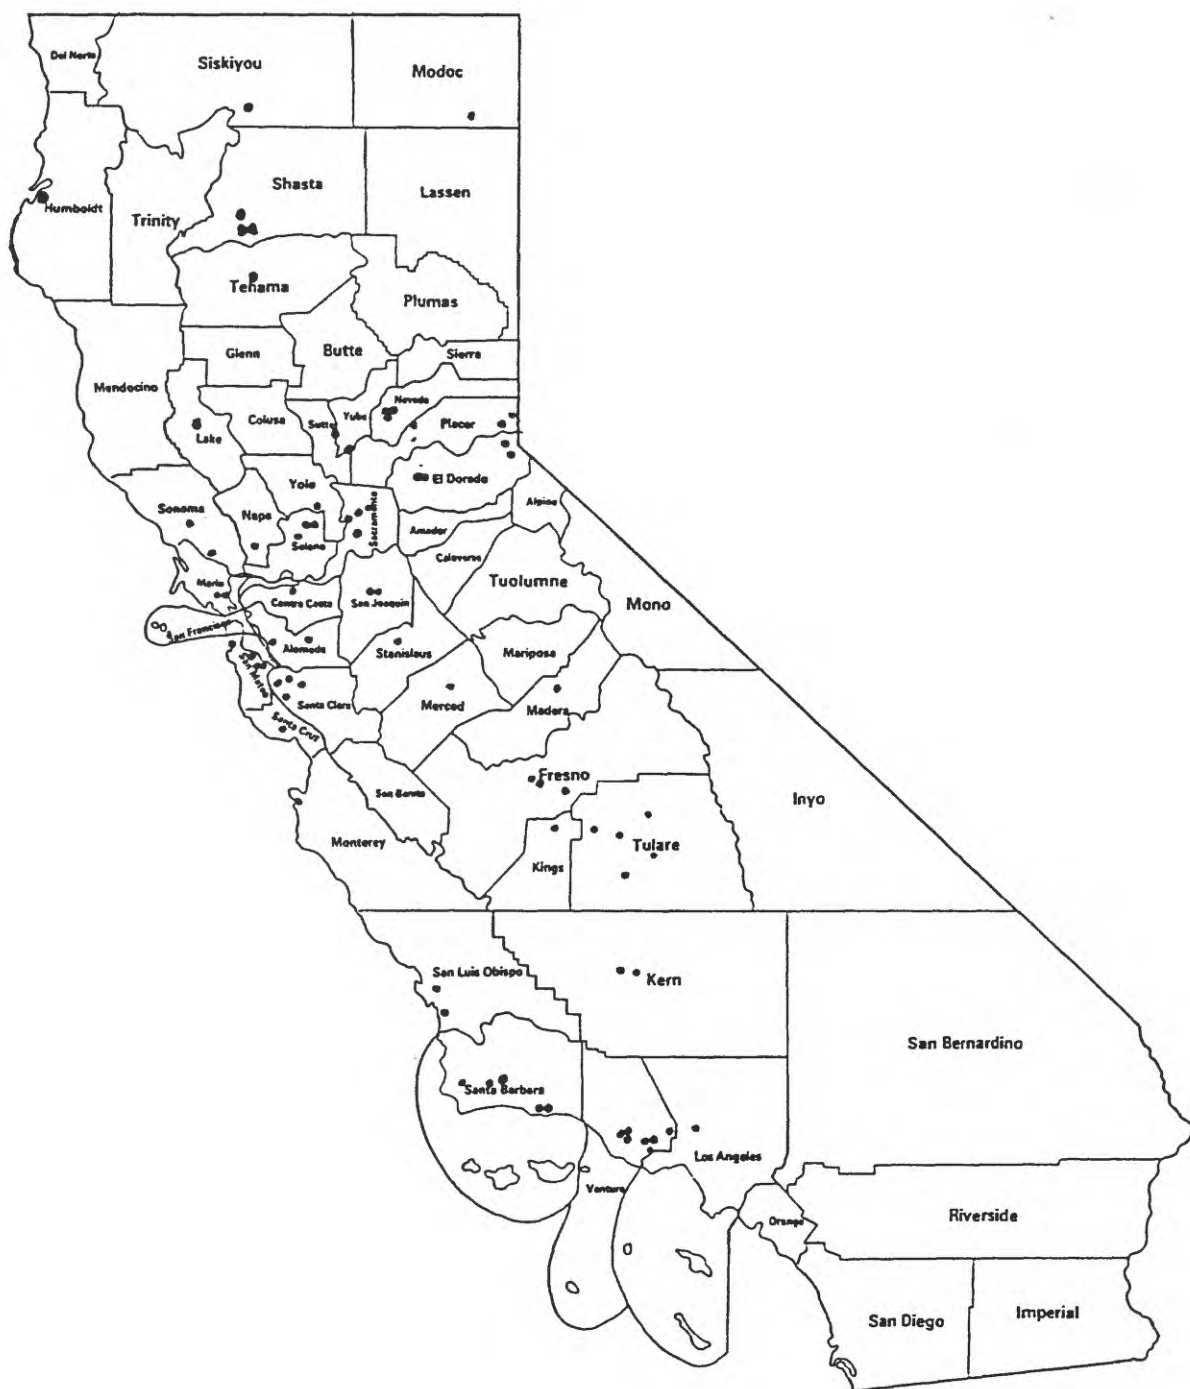 Del Norte
Siskiyou
Modoc
Humboldt
Trinity
Shasta
Lassen
Tehama
Plumas
Mendocino
Glenn
Butte
Sierra
Lake
Colusa
Sutter
Yuba
Nevada
Placer
El Dorado
Sonoma
Napa
Yolo
Solano
Sacramento
Amador
Alpine
Calaveras
Tuolumne
Mono
Marin
Contra Costa
San Joaquin
San Francisco
Alameda
Stanislaus
Mariposa
San Mateo
Santa Clara
Merced
Madera
Santa Cruz
San Benito
Fresno
Inyo
Monterey
Kings
Tulare
San Luis Obispo
Kern
San Bernardino
Santa Barbara
Ventura
Los Angeles
Orange
Riverside
San Diego
Imperial